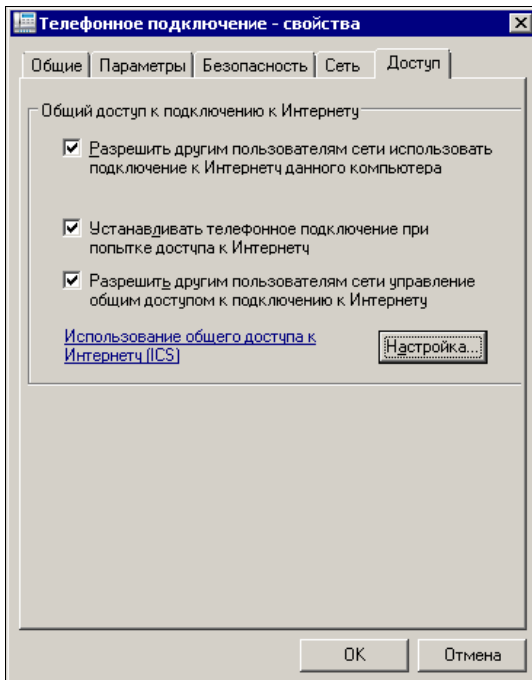 Телефонное подключение - свойства
Общие Параметры Безопасность Сеть Доступ
Общий доступ к подключению к Интернету
Разрешить другим пользователям сети использовать
подключение к Интернету данного компьютера
Устанавливать телефонное подключение при
попытке доступа к Интернету
Разрешить другим пользователям сети управление
общим доступом к подключению к Интернету
Использование общего доступа к
Интернету (ICS)
Настройка...
OK Отмена